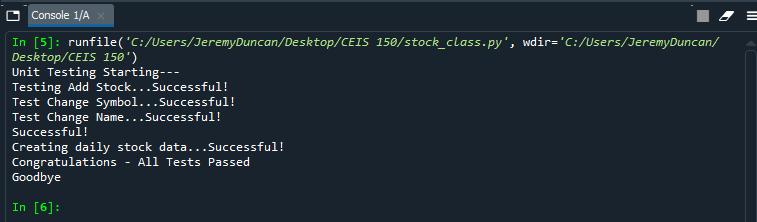 Console 1/A
In [5]: runfile('C:/Users/JeremyDuncan/Desktop/CEIS 150/stock_class.py', wdir='C:/Users/JeremyDuncan/
Desktop/CEIS 150')
Unit Testing Starting---
Testing Add Stock...Successful!
Test Change Symbol...Successful!
Test Change Name...Successful!
Successful!
Creating daily stock data...Successful!
Congratulations - All Tests Passed
Goodbye
In [6]: